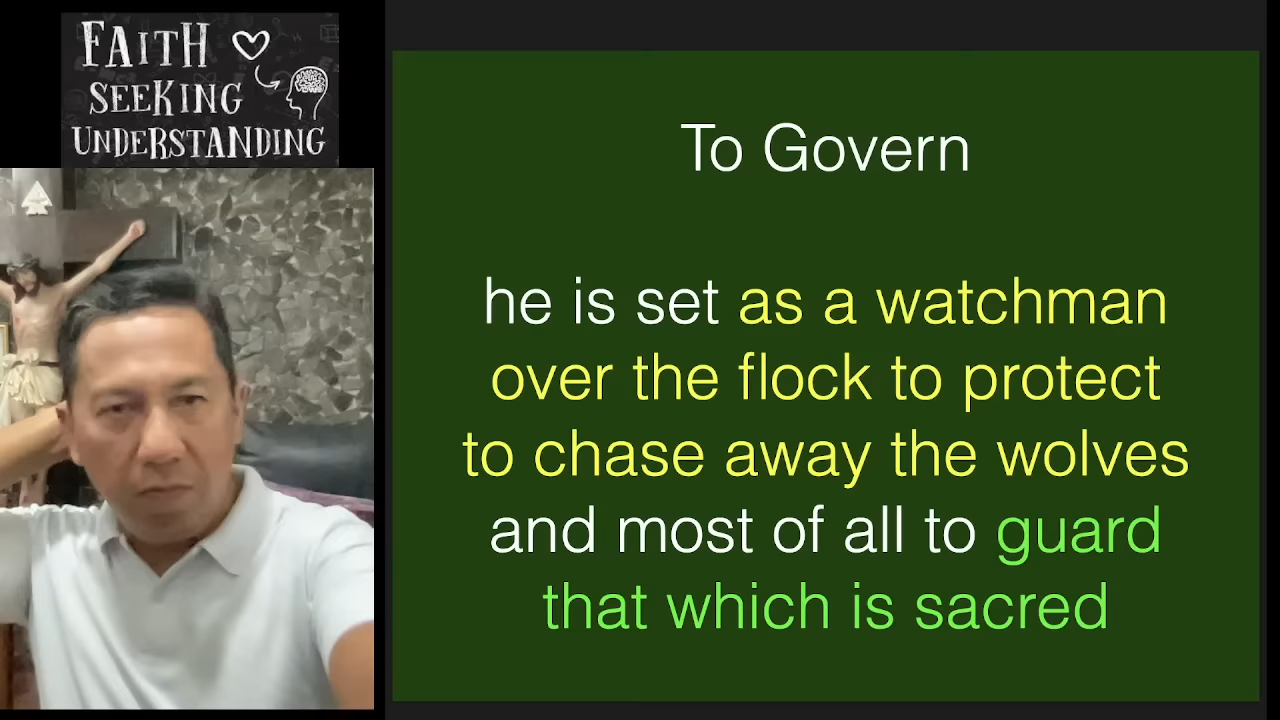 FAITH
SEEKING
UNDERSTANDING
To Govern
he is set as a watchman
over the flock to protect
to chase away the wolves
and most of all to guard
that which is sacred